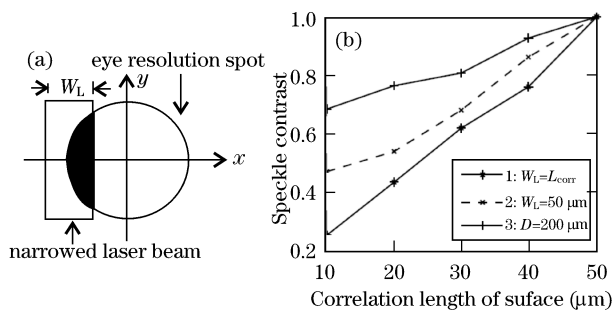 (a)
eye resolution spot
W_L
y
x
narrowed laser beam
(b)
Speckle contrast
1.0
0.8
0.6
0.4
0.2
1: W_L=L_corr
2: W_L=50 μm
3: D=200 μm
10 20 30 40 50
Correlation length of suface (μm)